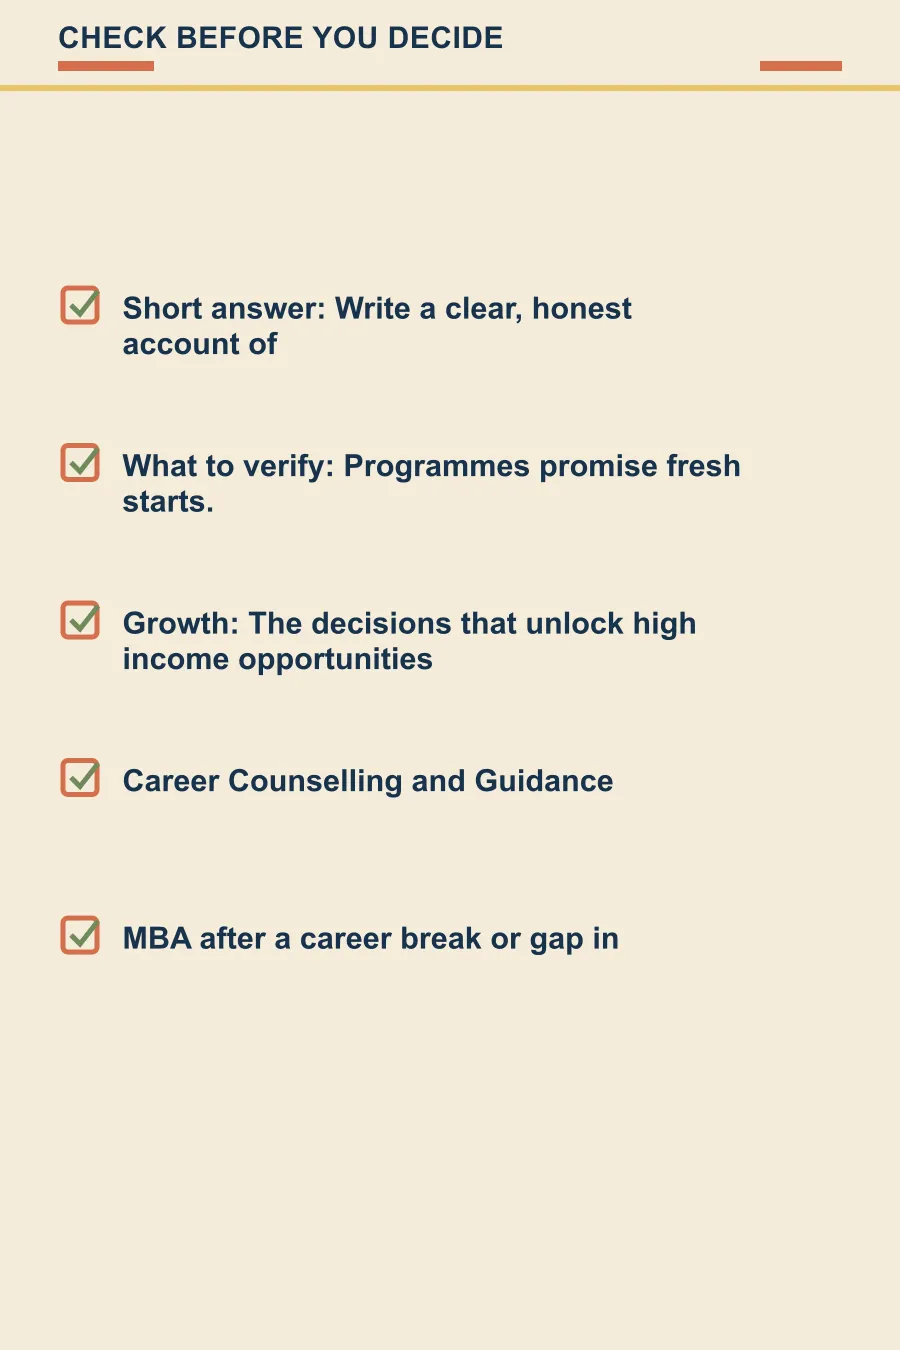 CHECK BEFORE YOU DECIDE
Short answer: Write a clear, honest
account of
What to verify: Programmes promise fresh
starts.
Growth: The decisions that unlock high
income opportunities
Career Counselling and Guidance
MBA after a career break or gap in